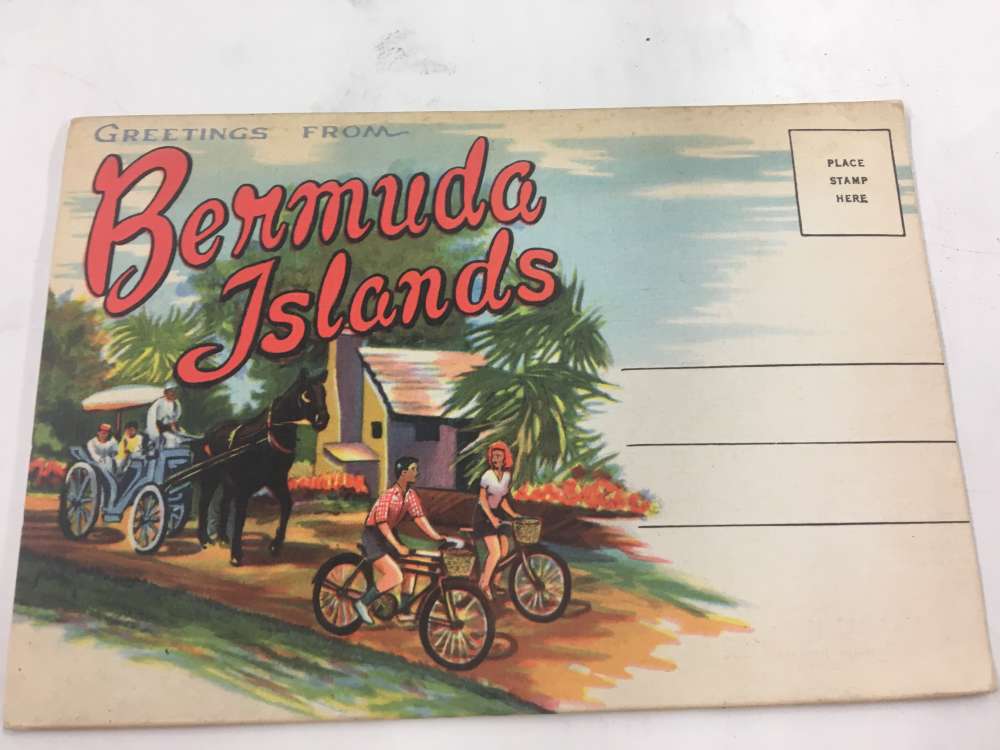 GREETINGS FROM
Bermuda
Islands
PLACE
STAMP
HERE